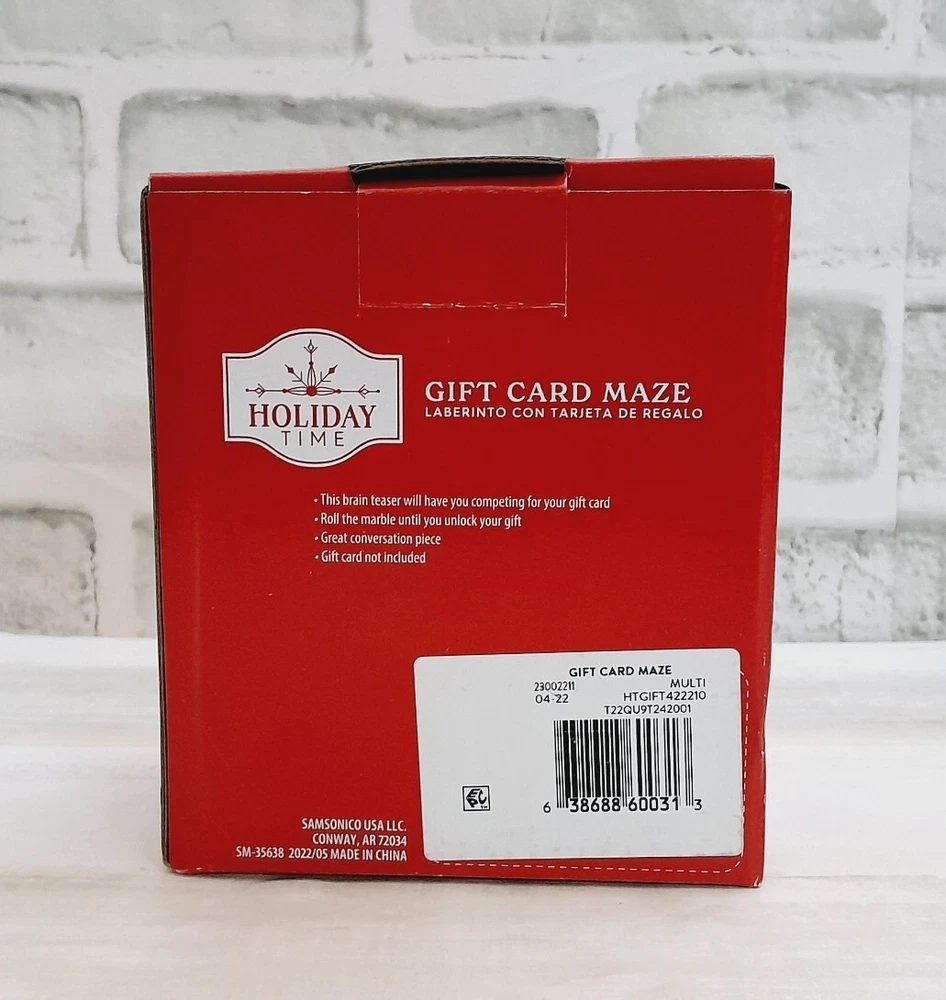 HOLIDAY
TIME
GIFT CARD MAZE
LABERINTO CON TARJETA DE REGALO
• This brain teaser will have you competing for your gift card
• Roll the marble until you unlock your gift
• Great conversation piece
• Gift card not included
GIFT CARD MAZE
23002211 MULTI
04-22 HTGIFT422210
T22QU9T242001
6 38688 60031 3
SAMSONICO USA LLC.
CONWAY, AR 72034
SM-35638 2022/05 MADE IN CHINA